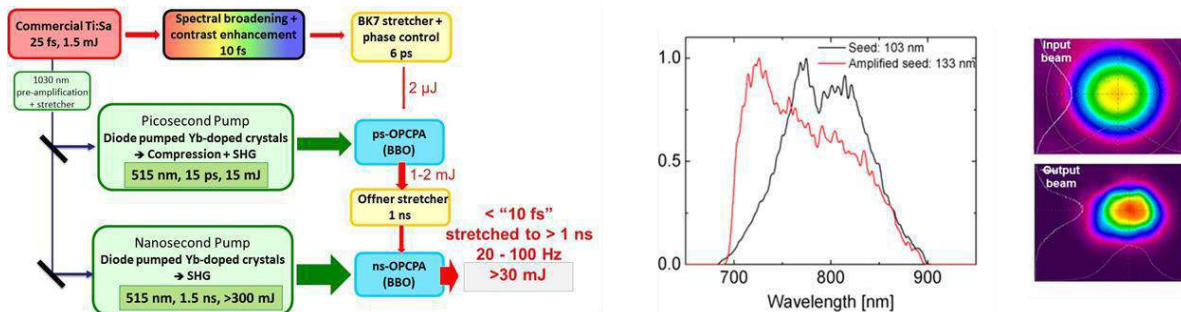 Commercial Ti:Sa
25 fs, 1.5 mJ
Spectral broadening +
contrast enhancement
10 fs
BK7 stretcher +
phase control
6 ps
1030 nm
pre-amplification
+ stretcher
2 µJ
Picosecond Pump
Diode pumped Yb-doped crystals
→ Compression + SHG
515 nm, 15 ps, 15 mJ
ps-OPCPA
(BBO)
1-2 mJ
Offner stretcher
1 ns
Nanosecond Pump
Diode pumped Yb-doped crystals
→ SHG
515 nm, 1.5 ns, >300 mJ
ns-OPCPA
(BBO)
< “10 fs”
stretched to > 1 ns
20 - 100 Hz
>30 mJ
1.0
0.5
0.0
700
800
900
Wavelength [nm]
Seed: 103 nm
Amplified seed: 133 nm
Input
beam
Output
beam